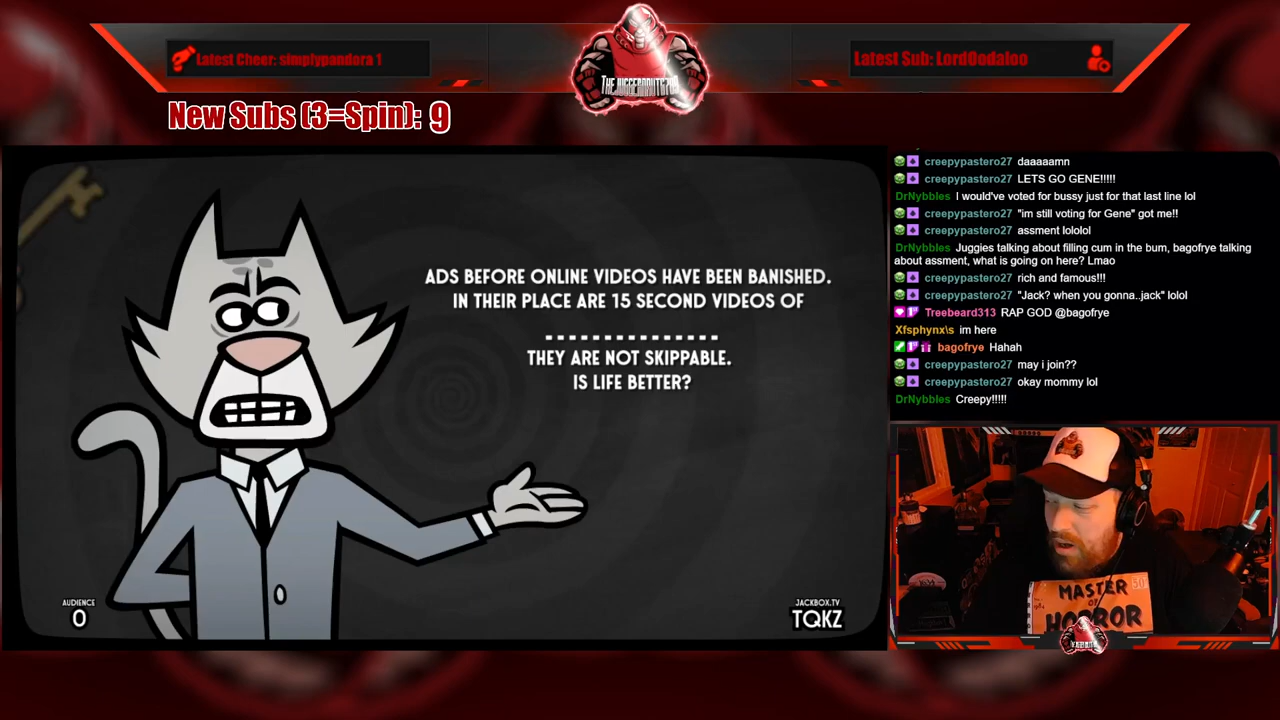 Latest Cheer: simplypandora 1
THEJUGGERNAUT6769
Latest Sub: LordOodaloo
New Subs (3=Spin): 9
ADS BEFORE ONLINE VIDEOS HAVE BEEN BANISHED.
IN THEIR PLACE ARE 15 SECOND VIDEOS OF
_ _ _ _ _ _ _ _ _ _ _ _ _ _ _
THEY ARE NOT SKIPPABLE.
IS LIFE BETTER?
AUDIENCE
0
JACKBOX.TV
TQKZ
creepypastero27 daaaaamn
creepypastero27 LETS GO GENE!!!!!
DrNybbles I would've voted for bussy just for that last line lol
creepypastero27 "im still voting for Gene" got me!!
creepypastero27 assment lololol
DrNybbles Juggies talking about filling cum in the bum, bagofrye talking
about assment, what is going on here? Lmao
creepypastero27 rich and famous!!!
creepypastero27 "Jack? when you gonna..jack" lolol
Treebeard313 RAP GOD @bagofrye
Xfsphynx\s im here
bagofrye Hahah
creepypastero27 may i join??
creepypastero27 okay mommy lol
DrNybbles Creepy!!!!!
MASTER
OF
HORROR